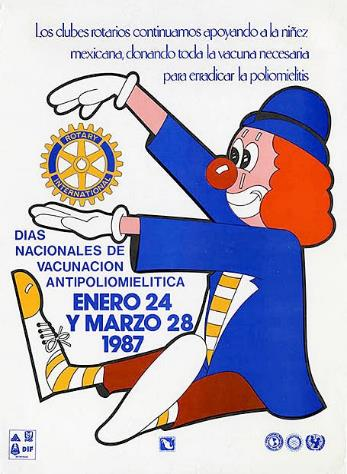 Los clubes rotarios continuamos apoyando a la niñez
mexicana, donando toda la vacuna necesaria
para erradicar la poliomielitis
ROTARY
INTERNATIONAL
DIAS
NACIONALES DE
VACUNACION
ANTIPOLIOMIELITICA
ENERO 24
Y MARZO 28
1987
DIF